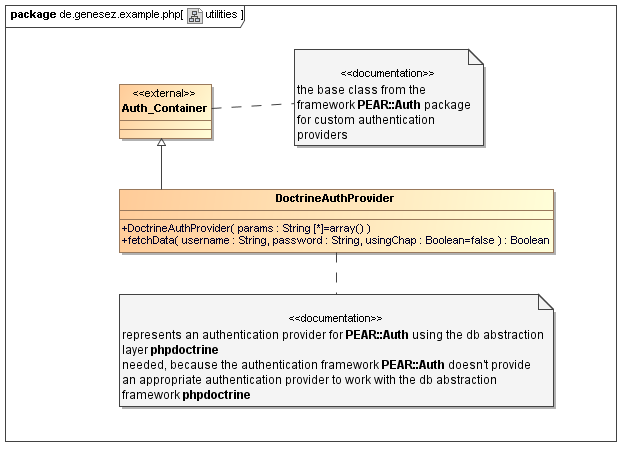 package de.genesez.example.php[ utilities ]
<<documentation>>
the base class from the
framework PEAR::Auth package
for custom authentication
providers
<<external>>
Auth_Container
DoctrineAuthProvider
+DoctrineAuthProvider( params : String [*]=array() )
+fetchData( username : String, password : String, usingChap : Boolean=false ) : Boolean
<<documentation>>
represents an authentication provider for PEAR::Auth using the db abstraction
layer phpdoctrine
needed, because the authentication framework PEAR::Auth doesn't provide
an appropriate authentication provider to work with the db abstraction
framework phpdoctrine